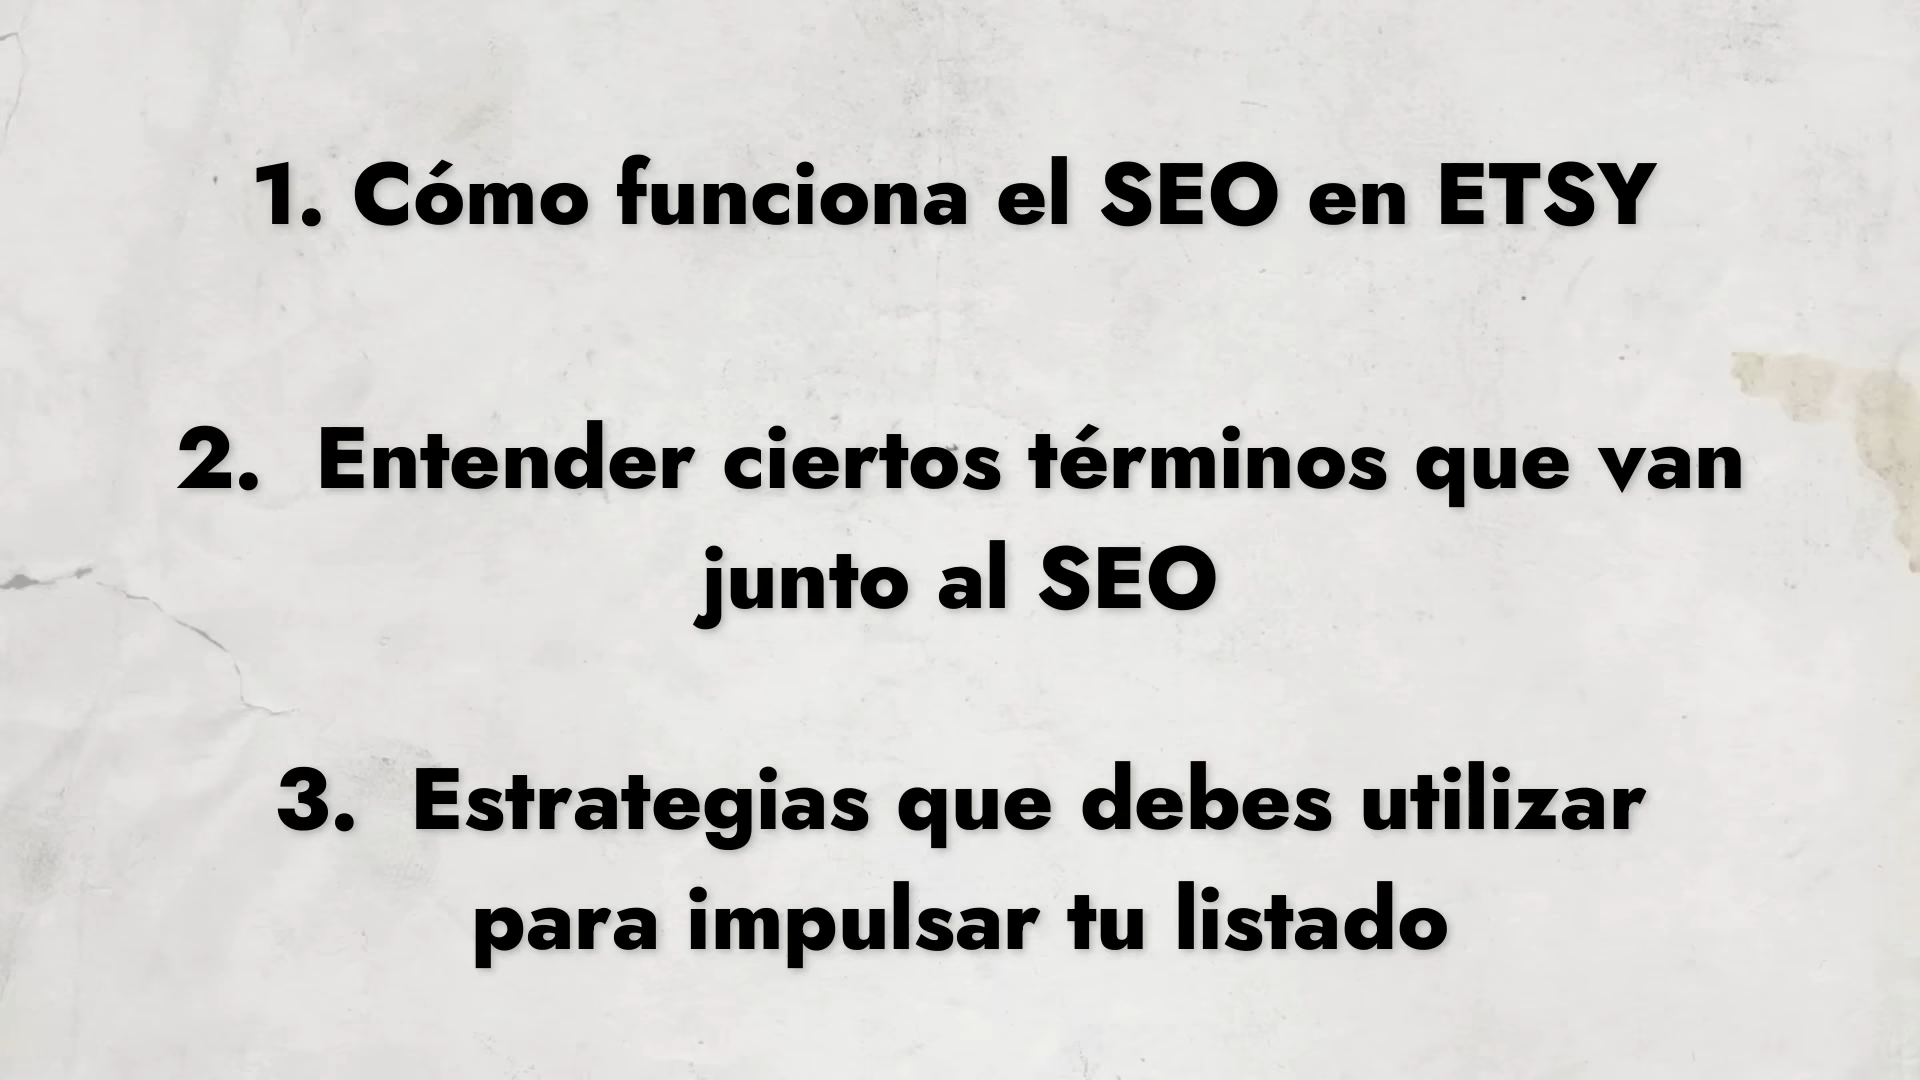 1. Cómo funciona el SEO en ETSY
2. Entender ciertos términos que van
junto al SEO
3. Estrategias que debes utilizar
para impulsar tu listado